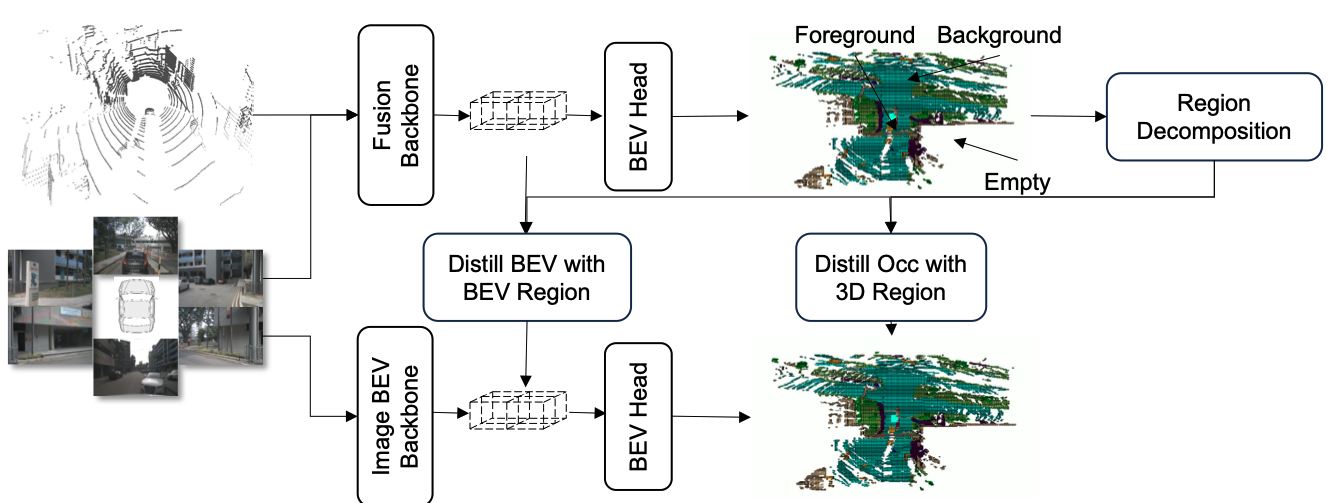 Foreground Background
Fusion
Backbone
BEV Head
Region
Decomposition
Empty
Distill BEV with
BEV Region
Distill Occ with
3D Region
Image BEV
Backbone
BEV Head